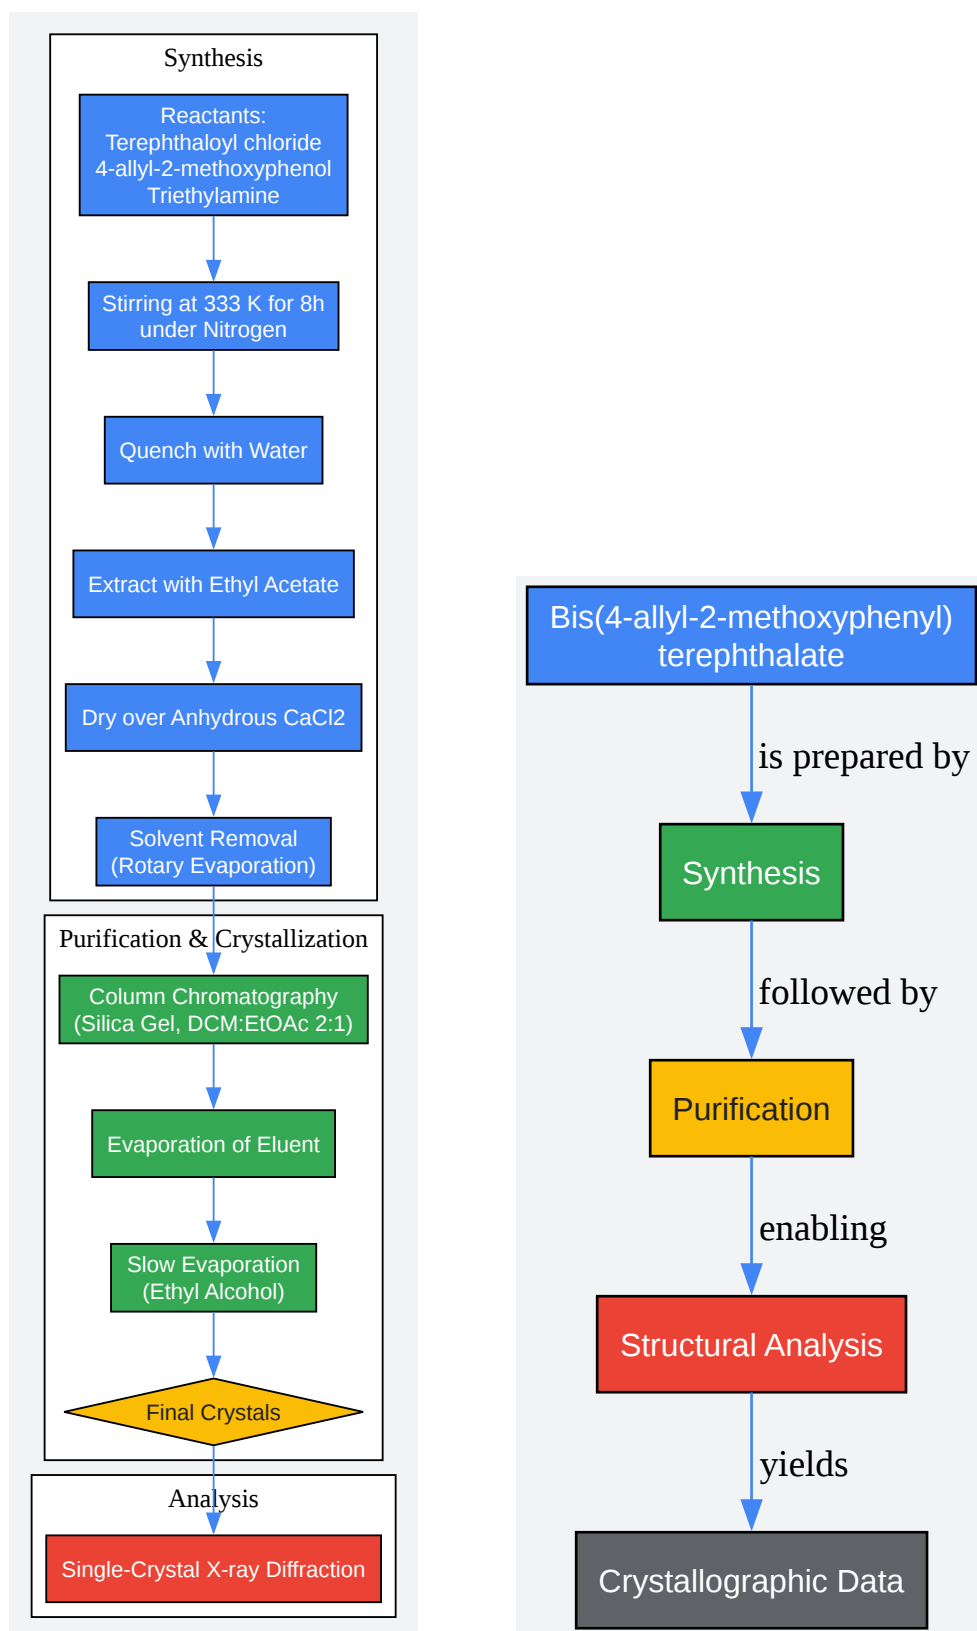 Synthesis
Reactants:
Terephthaloyl chloride
4-allyl-2-methoxyphenol
Triethylamine
Stirring at 333 K for 8h
under Nitrogen
Quench with Water
Extract with Ethyl Acetate
Dry over Anhydrous CaCl2
Solvent Removal
(Rotary Evaporation)
Purification & Crystallization
Column Chromatography
(Silica Gel, DCM:EtOAc 2:1)
Evaporation of Eluent
Slow Evaporation
(Ethyl Alcohol)
Final Crystals
Analysis
Single-Crystal X-ray Diffraction
Bis(4-allyl-2-methoxyphenyl)
terephthalate
is prepared by
Synthesis
followed by
Purification
enabling
Structural Analysis
yields
Crystallographic Data